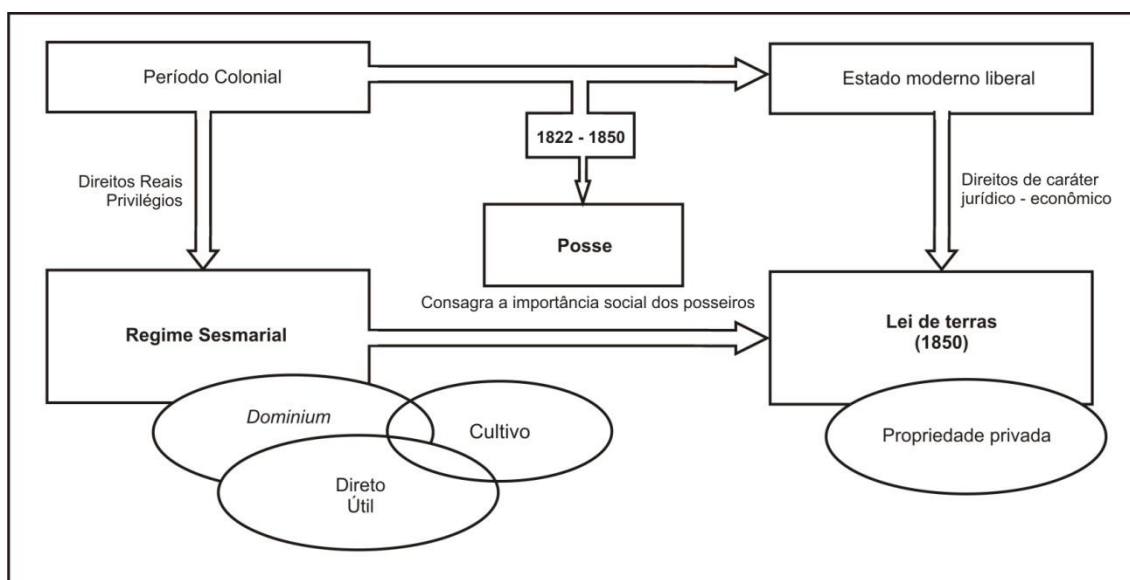 Período Colonial
Estado moderno liberal
1822 - 1850
Direitos Reais
Privilégios
Direitos de caráter
jurídico - econômico
Posse
Consagra a importância social dos posseiros
Regime Sesmarial
Lei de terras
(1850)
Dominium
Cultivo
Propriedade privada
Direto
Útil